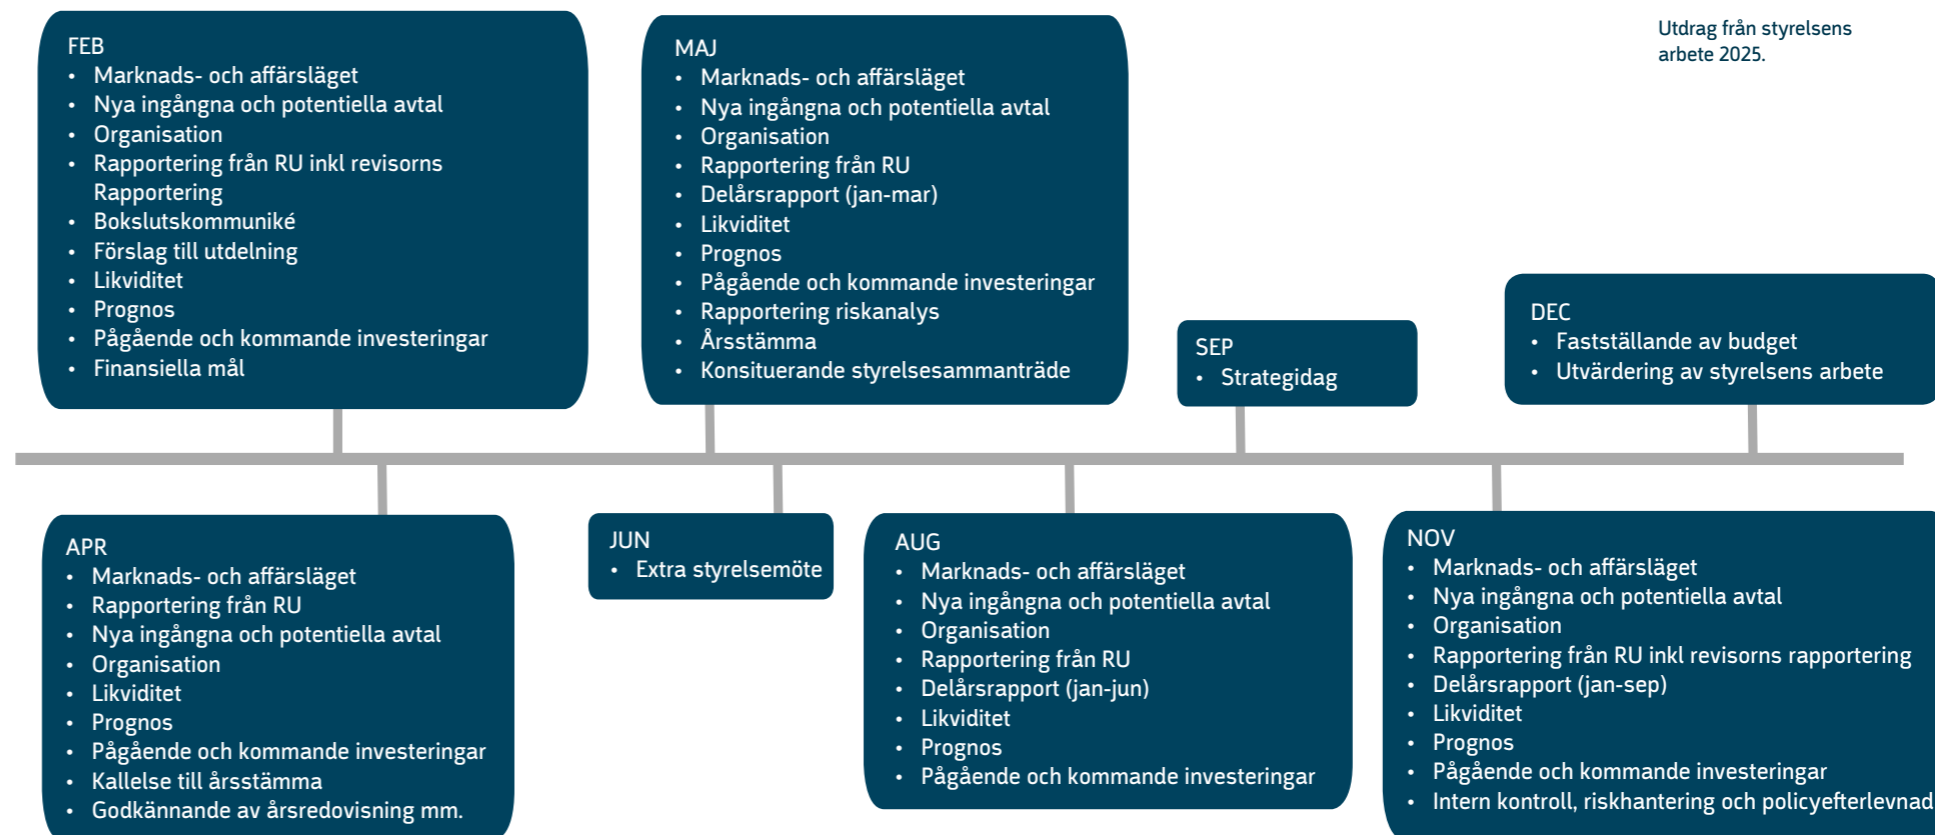 Utdrag från styrelsens
arbete 2025.
FEB
• Marknads- och affärsläget
• Nya ingångna och potentiella avtal
• Organisation
• Rapportering från RU inkl revisorns
Rapportering
• Bokslutskommuniké
• Förslag till utdelning
• Likviditet
• Prognos
• Pågående och kommande investeringar
• Finansiella mål
MAJ
• Marknads- och affärsläget
• Nya ingångna och potentiella avtal
• Organisation
• Rapportering från RU
• Delårsrapport (jan-mar)
• Likviditet
• Prognos
• Pågående och kommande investeringar
• Rapportering riskanalys
• Årsstämma
• Konsituerande styrelsesammanträde
SEP
• Strategidag
DEC
• Fastställande av budget
• Utvärdering av styrelsens arbete
APR
• Marknads- och affärsläget
• Rapportering från RU
• Nya ingångna och potentiella avtal
• Organisation
• Likviditet
• Prognos
• Pågående och kommande investeringar
• Kallelse till årsstämma
• Godkännande av årsredovisning mm.
JUN
• Extra styrelsemöte
AUG
• Marknads- och affärsläget
• Nya ingångna och potentiella avtal
• Organisation
• Rapportering från RU
• Delårsrapport (jan-jun)
• Likviditet
• Prognos
• Pågående och kommande investeringar
NOV
• Marknads- och affärsläget
• Nya ingångna och potentiella avtal
• Organisation
• Rapportering från RU inkl revisorns rapportering
• Delårsrapport (jan-sep)
• Likviditet
• Prognos
• Pågående och kommande investeringar
• Intern kontroll, riskhantering och policyefterlevnad